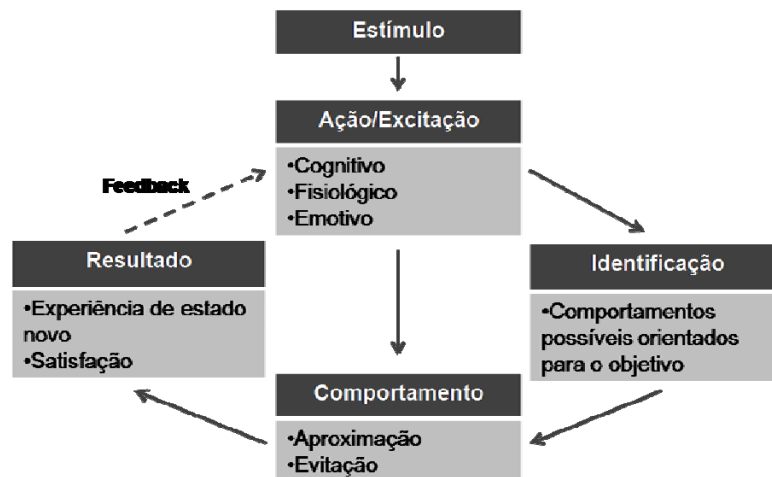 Estímulo
Ação/Excitação
•Cognitivo
•Fisiológico
•Emotivo
Feedback
Resultado
•Experiência de estado
novo
•Satisfação
Identificação
•Comportamentos
possíveis orientados
para o objetivo
Comportamento
•Aproximação
•Evitação